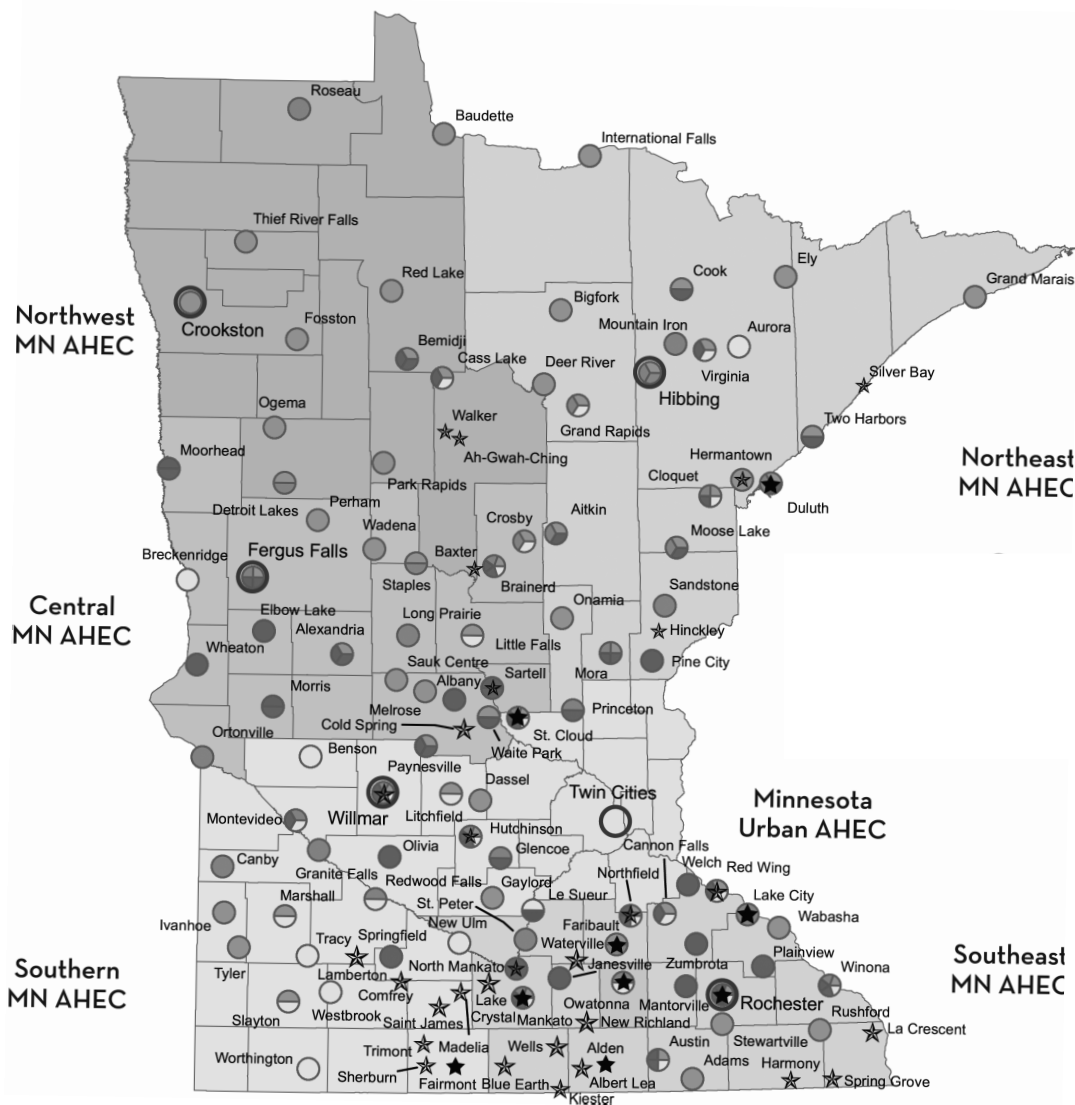 Roseau
Baudette
International Falls
Thief River Falls
Red Lake
Cook
Ely
Grand Marais
Northwest
MN AHEC
Crookston
Fosston
Bigfork
Mountain Iron
Aurora
Bemidji
Cass Lake
Deer River
Virginia
Silver Bay
Hibbing
Ogema
Walker
Grand Rapids
Two Harbors
Moorhead
Ah-Gwah-Ching
Hermantown
Northeast
MN AHEC
Cloquet
Park Rapids
Detroit Lakes
Perham
Duluth
Wadena
Crosby
Aitkin
Moose Lake
Breckenridge
Fergus Falls
Baxter
Staples
Brainerd
Sandstone
Central
MN AHEC
Elbow Lake
Long Prairie
Onamia
Alexandria
Hinckley
Wheaton
Little Falls
Sauk Centre
Sartell
Mora
Pine City
Morris
Albany
Melrose
Princeton
Cold Spring
St. Cloud
Ortonville
Benson
Waite Park
Paynesville
Dassel
Twin Cities
Minnesota
Urban AHEC
Montevideo
Willmar
Litchfield
Hutchinson
Cannon Falls
Olivia
Glencoe
Welch
Red Wing
Canby
Northfield
Granite Falls
Redwood Falls
Gaylord
Lake City
Marshall
Le Sueur
St. Peter
Ivanhoe
New Ulm
Faribault
Wabasha
Tracy
Springfield
Waterville
Plainview
Southeast
MN AHEC
Southern
MN AHEC
Tyler
Lamberton
North Mankato
Janesville
Zumbrota
Winona
Comfrey
Lake
Crystal
Owatonna
Mantorville
Rochester
Rushford
Slayton
Westbrook
Saint James
Mankato
New Richland
Stewartville
La Crescent
Trimont
Madelia
Wells
Alden
Austin
Worthington
Adams
Harmony
Sherburn
Fairmont
Blue Earth
Albert Lea
Spring Grove
Kiester